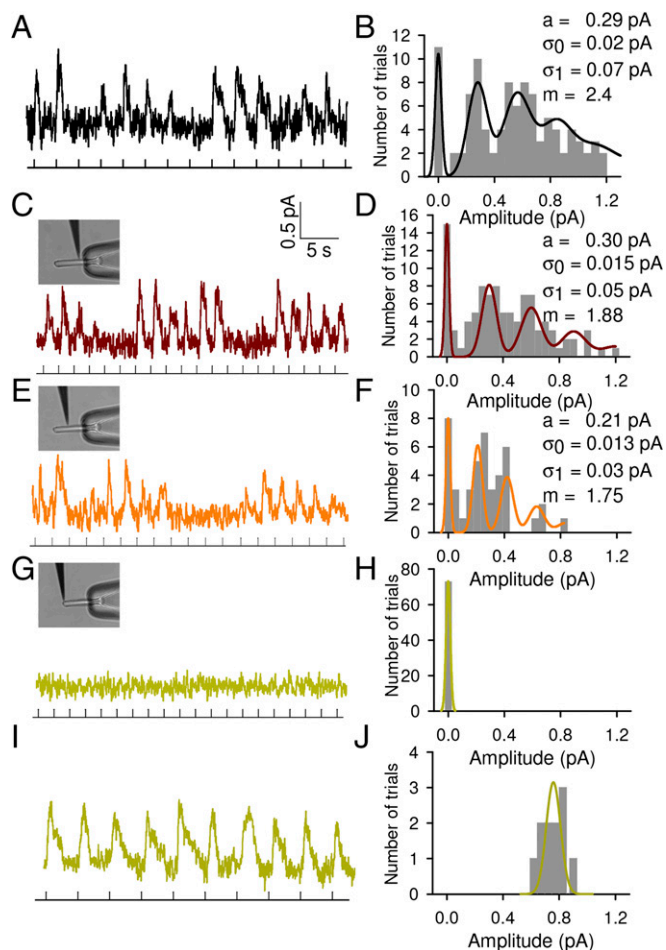 A
B
a = 0.29 pA
σ0 = 0.02 pA
σ1 = 0.07 pA
m = 2.4
Number of trials
12
10
8
6
4
2
0
0.0 0.4 0.8 1.2
Amplitude (pA)
C
0.5 pA
5 s
D
a = 0.30 pA
σ0 = 0.015 pA
σ1 = 0.05 pA
m = 1.88
Number of trials
16
14
12
10
8
6
4
2
0
0.0 0.4 0.8 1.2
Amplitude (pA)
E
F
a = 0.21 pA
σ0 = 0.013 pA
σ1 = 0.03 pA
m = 1.75
Number of trials
10
8
6
4
2
0
0.0 0.4 0.8 1.2
Amplitude (pA)
G
H
Number of trials
80
60
40
20
0
0.0 0.4 0.8 1.2
Amplitude (pA)
I
J
Number of trials
4
3
2
1
0
0.0 0.4 0.8 1.2
Amplitude (pA)